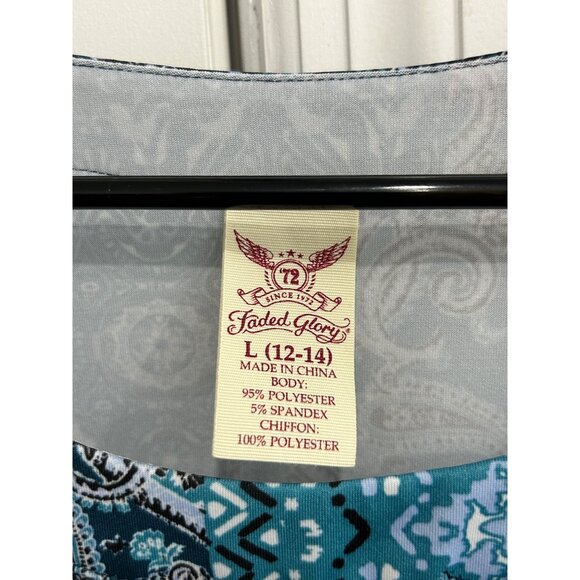 '72
SINCE 1972
Faded Glory®
L (12-14)
MADE IN CHINA
BODY:
95% POLYESTER
5% SPANDEX
CHIFFON:
100% POLYESTER